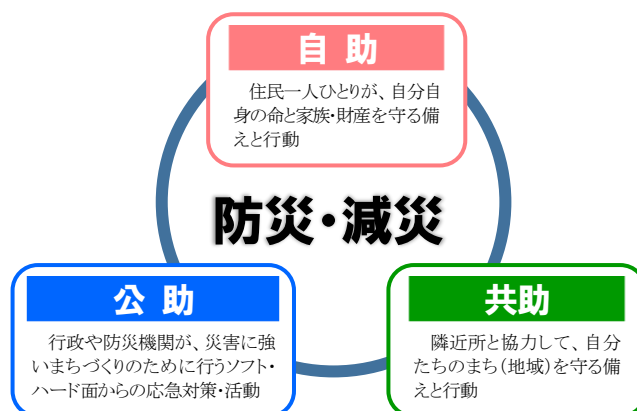 自 助
住民一人ひとりが、自分自
身の命と家族・財産を守る備
えと行動
防災・減災
公 助
行政や防災機関が、災害に強
いまちづくりのために行うソフト・
ハード面からの応急対策・活動
共助
隣近所と協力して、自分
たちのまち（地域）を守る備
えと行動